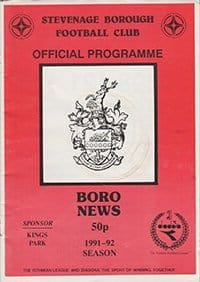 STEVENAGE BOROUGH
FOOTBALL CLUB
OFFICIAL PROGRAMME
BORO
NEWS
50p
SPONSOR
KINGS
PARK
1991-92
SEASON
THE ISTHMIAN LEAGUE AND DIADORA, THE SPORT OF WINNING TOGETHER